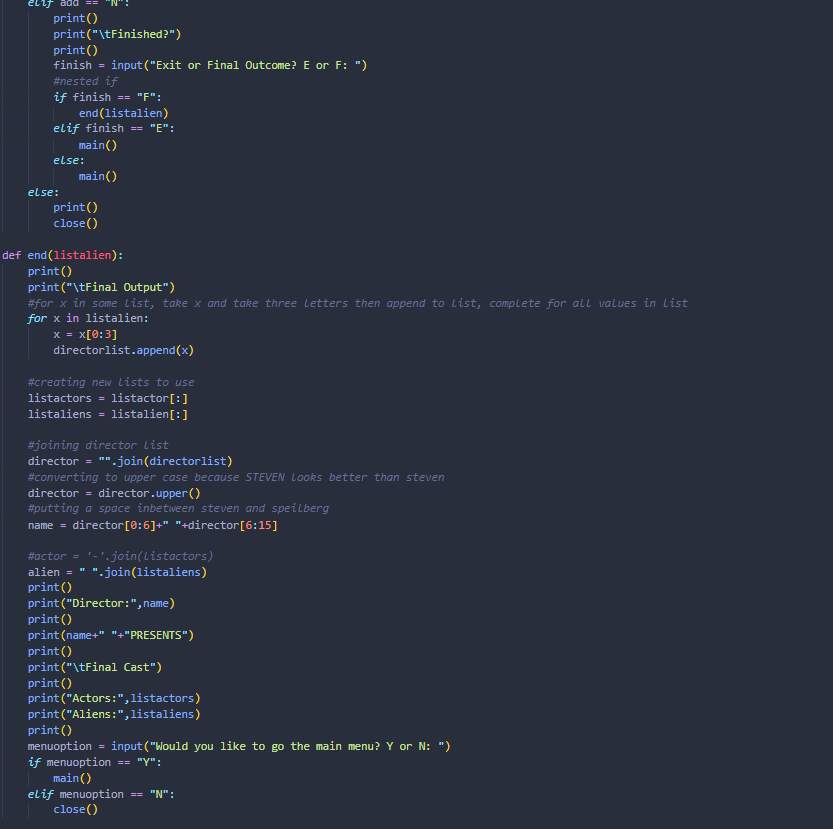 elif add == "N":
print()
print("\tFinished?")
print()
finish = input("Exit or Final Outcome? E or F: ")
#nested if
if finish == "F":
end(listalien)
elif finish == "E":
main()
else:
main()
else:
print()
close()
def end(listalien):
print()
print("\tFinal Output")
#for x in some list, take x and take three letters then append to list, complete for all values in list
for x in listalien:
x = x[0:3]
directorlist.append(x)
#creating new lists to use
listactors = listactor[:]
listaliens = listalien[:]
#joining director list
director = "".join(directorlist)
#converting to upper case because STEVEN looks better than steven
director = director.upper()
#putting a space inbetween steven and speilberg
name = director[0:6]+" "+director[6:15]
#actor = '-'.join(listactors)
alien = " ".join(listaliens)
print()
print("Director:",name)
print()
print(name+" "+"PRESENTS")
print()
print("\tFinal Cast")
print()
print("Actors:",listactors)
print("Aliens:",listaliens)
print()
menuoption = input("Would you like to go the main menu? Y or N: ")
if menuoption == "Y":
main()
elif menuoption == "N":
close()